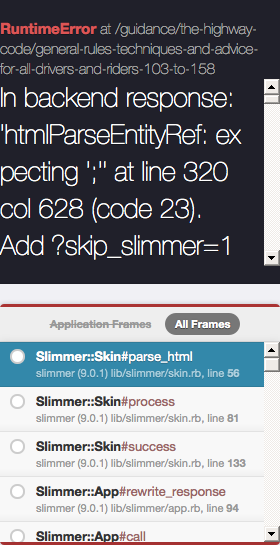 RuntimeError at /guidance/the-highway-
code/general-rules-techniques-and-advice-
for-all-drivers-and-riders-103-to-158
In backend response:
'htmlParseEntityRef: ex
pecting ';'' at line 320
col 628 (code 23).
Add ?skip_slimmer=1
Application Frames All Frames
Slimmer::Skin#parse_html
slimmer (9.0.1) lib/slimmer/skin.rb, line 56
Slimmer::Skin#process
slimmer (9.0.1) lib/slimmer/skin.rb, line 81
Slimmer::Skin#success
slimmer (9.0.1) lib/slimmer/skin.rb, line 133
Slimmer::App#rewrite_response
slimmer (9.0.1) lib/slimmer/app.rb, line 94
Slimmer::App#call